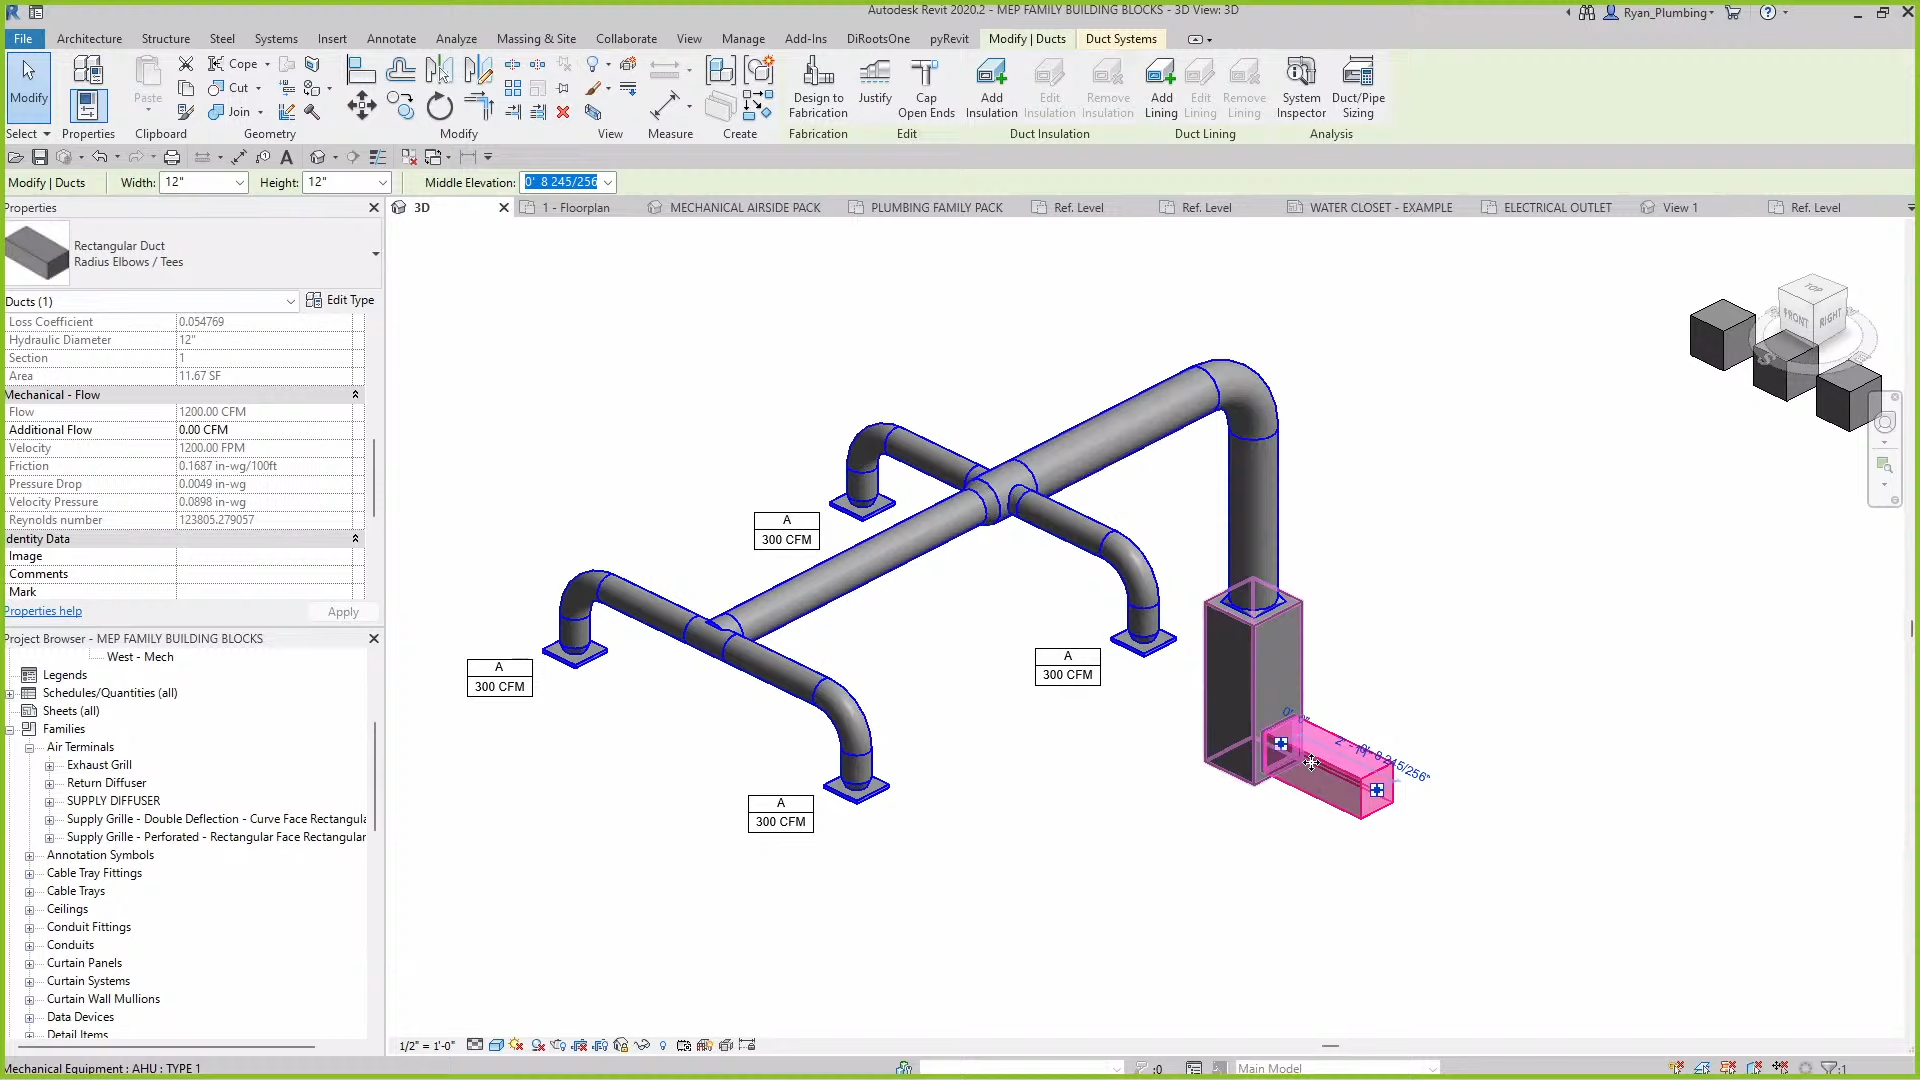 Autodesk Revit 2020.2 - MEP FAMILY BUILDING BLOCKS - 3D View: 3D
Ryan_Plumbing
File Architecture Structure Steel Systems Insert Annotate Analyze Massing & Site Collaborate View Manage Add-Ins DiRootsOne pyRevit Modify | Ducts Duct Systems
Modify
Paste
Cope
Cut
Join
Design to Fabrication
Justify
Cap Open Ends
Add Insulation
Edit Insulation
Remove Insulation
Add Lining
Edit Lining
Remove Lining
System Inspector
Duct/Pipe Sizing
Select Properties Clipboard Geometry Modify View Measure Create Fabrication Edit Duct Insulation Duct Lining Analysis
Modify | Ducts Width: 12" Height: 12" Middle Elevation: 0' 8 245/256
Properties
3D 1 - Floorplan MECHANICAL AIRSIDE PACK PLUMBING FAMILY PACK Ref. Level Ref. Level WATER CLOSET - EXAMPLE ELECTRICAL OUTLET View 1 Ref. Level
Rectangular Duct
Radius Elbows / Tees
Ducts (1) Edit Type
Loss Coefficient 0.054769
Hydraulic Diameter 12"
Section 1
Area 11.67 SF
Mechanical - Flow
Flow 1200.00 CFM
Additional Flow 0.00 CFM
Velocity 1200.00 FPM
Friction 0.1687 in-wg/100ft
Pressure Drop 0.0049 in-wg
Velocity Pressure 0.0898 in-wg
Reynolds number 123805.279057
dentity Data
Image
Comments
Mark
Properties help Apply
Project Browser - MEP FAMILY BUILDING BLOCKS
West - Mech
Legends
Schedules/Quantities (all)
Sheets (all)
Families
Air Terminals
Exhaust Grill
Return Diffuser
SUPPLY DIFFUSER
Supply Grille - Double Deflection - Curve Face Rectangula
Supply Grille - Perforated - Rectangular Face Rectangular
Annotation Symbols
Cable Tray Fittings
Cable Trays
Ceilings
Conduit Fittings
Conduits
Curtain Panels
Curtain Systems
Curtain Wall Mullions
Data Devices
Detail Items
TOP
FRONT
RIGHT
A
300 CFM
A
300 CFM
A
300 CFM
A
300 CFM
1/2" = 1'-0"
Mechanical Equipment : AHU : TYPE 1
:0
Main Model
:1